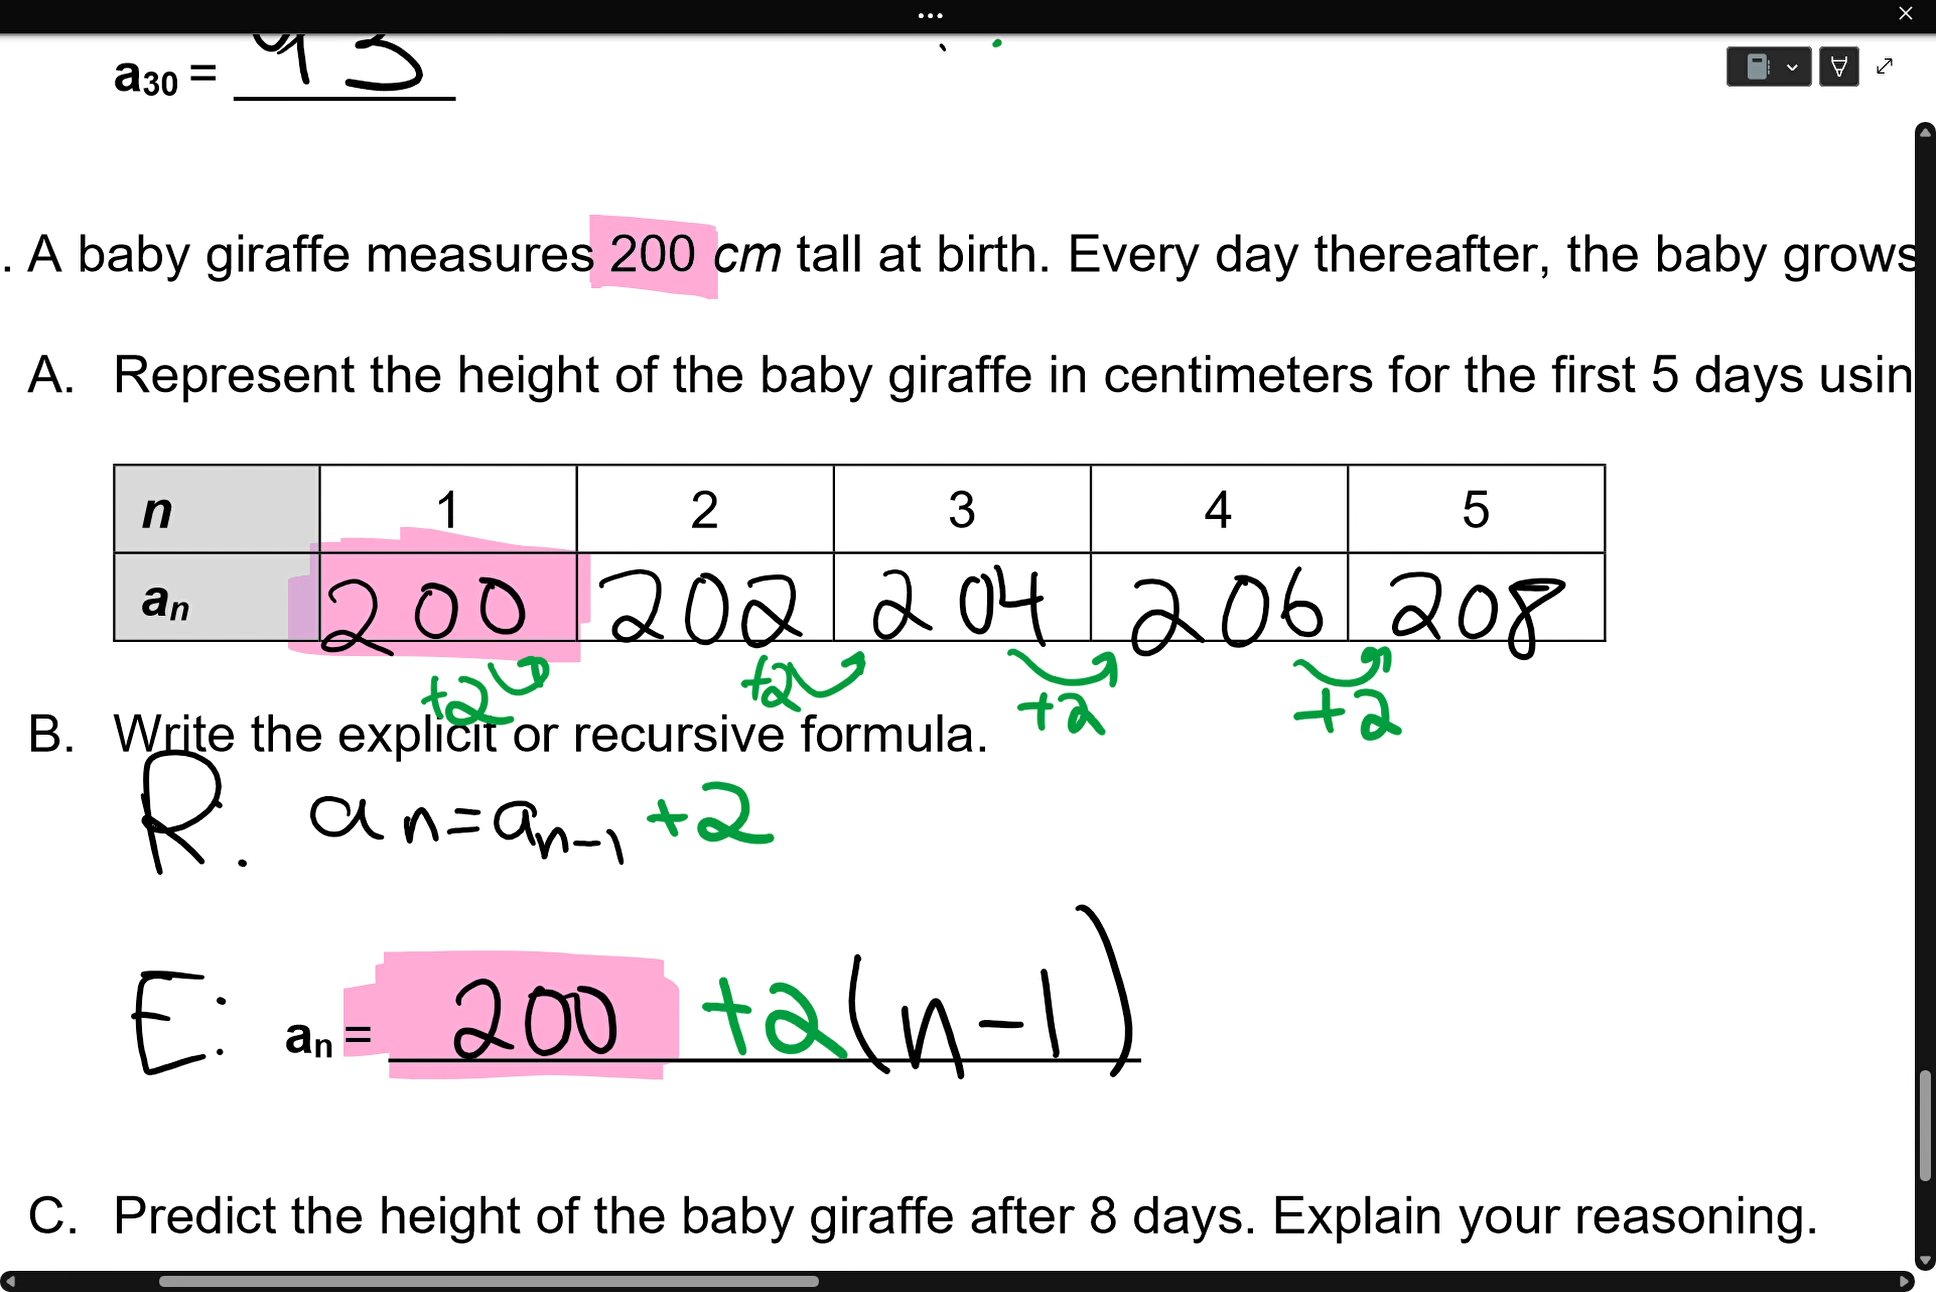 a30 = 93
. A baby giraffe measures 200 cm tall at birth. Every day thereafter, the baby grows
A. Represent the height of the baby giraffe in centimeters for the first 5 days usin
n 1 2 3 4 5
an 200 202 204 206 208
+2 +2 +2 +2
B. Write the explicit or recursive formula.
R. an=an-1 +2
E: an = 200 +2(n-1)
C. Predict the height of the baby giraffe after 8 days. Explain your reasoning.